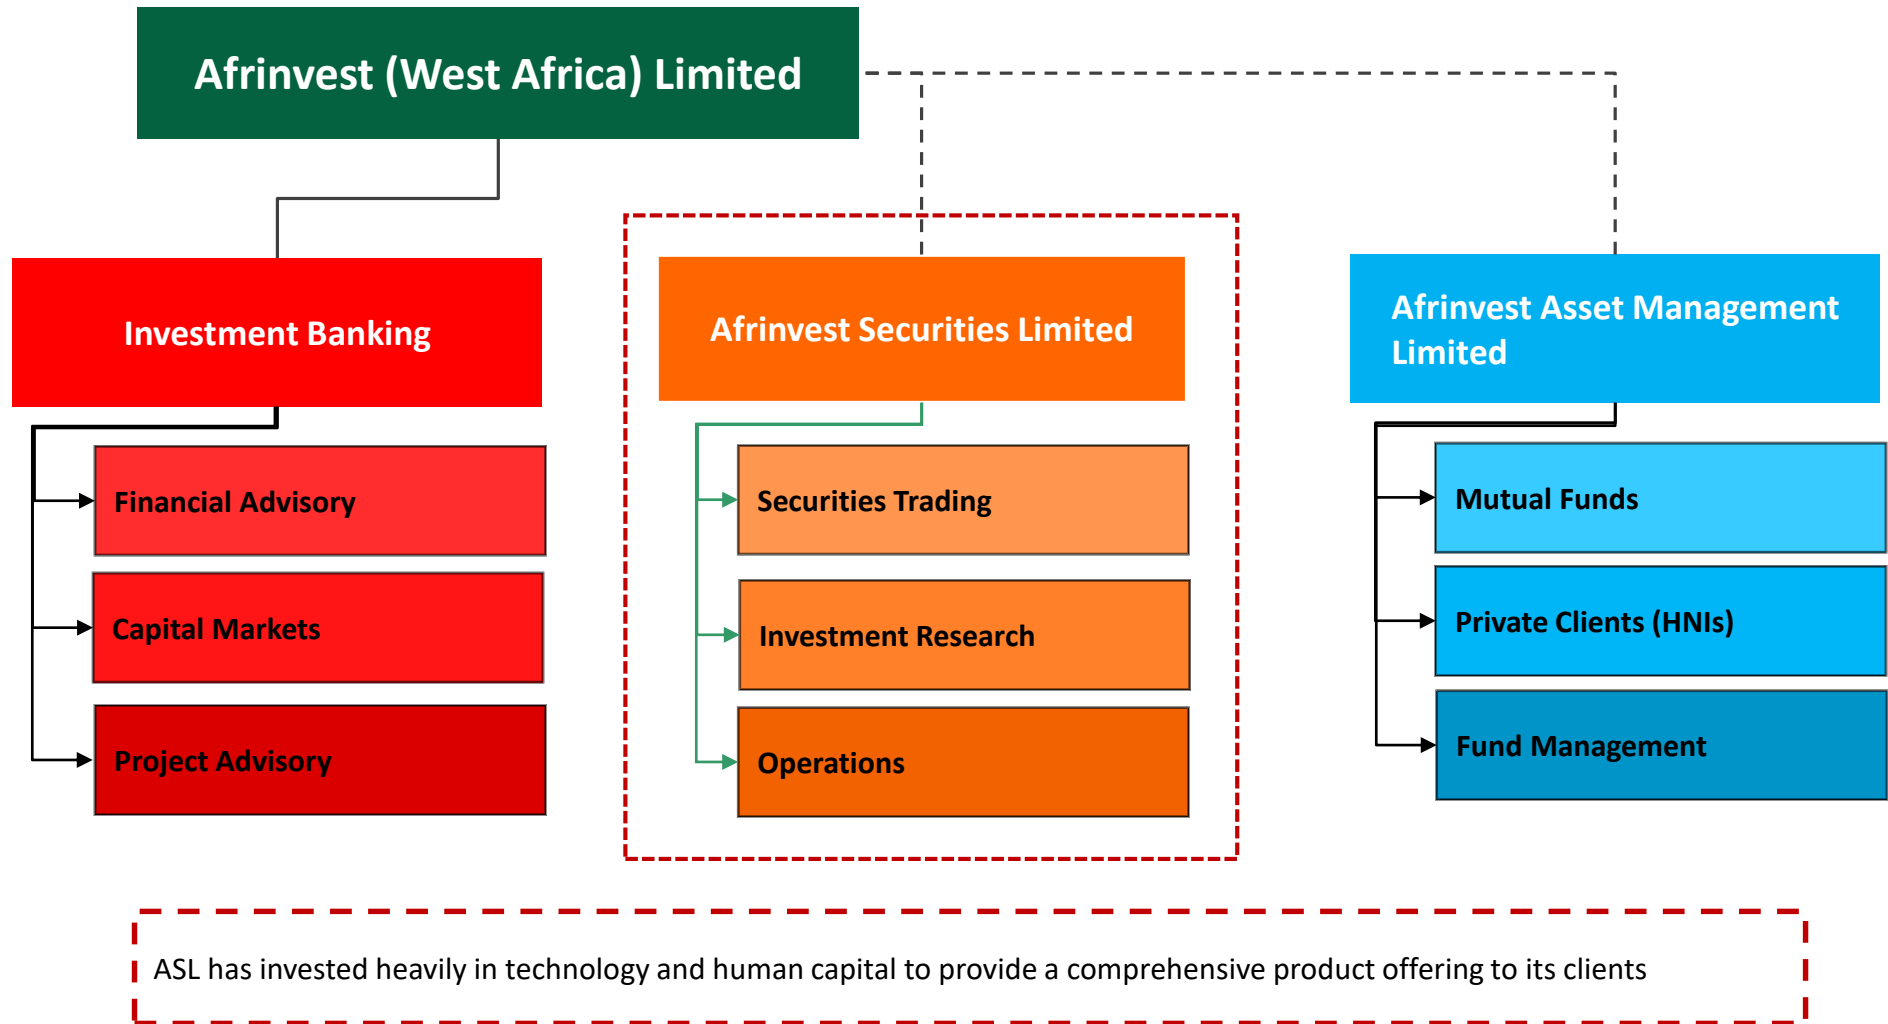 Afrinvest (West Africa) Limited
Investment Banking
Financial Advisory
Capital Markets
Project Advisory
Afrinvest Securities Limited
Securities Trading
Investment Research
Operations
Afrinvest Asset Management
Limited
Mutual Funds
Private Clients (HNIs)
Fund Management
ASL has invested heavily in technology and human capital to provide a comprehensive product offering to its clients